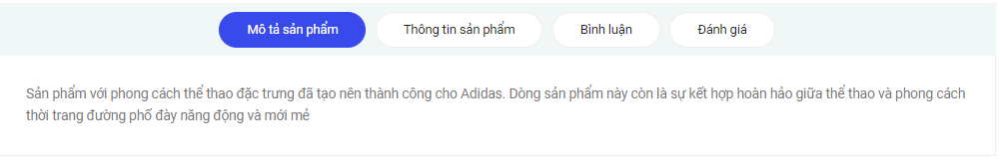 Mô tả sản phẩm Thông tin sản phẩm Bình luận Đánh giá
Sản phẩm với phong cách thể thao đặc trưng đã tạo nên thành công cho Adidas. Dòng sản phẩm này còn là sự kết hợp hoàn hảo giữa thể thao và phong cách
thời trang đường phố đày năng động và mới mẻ